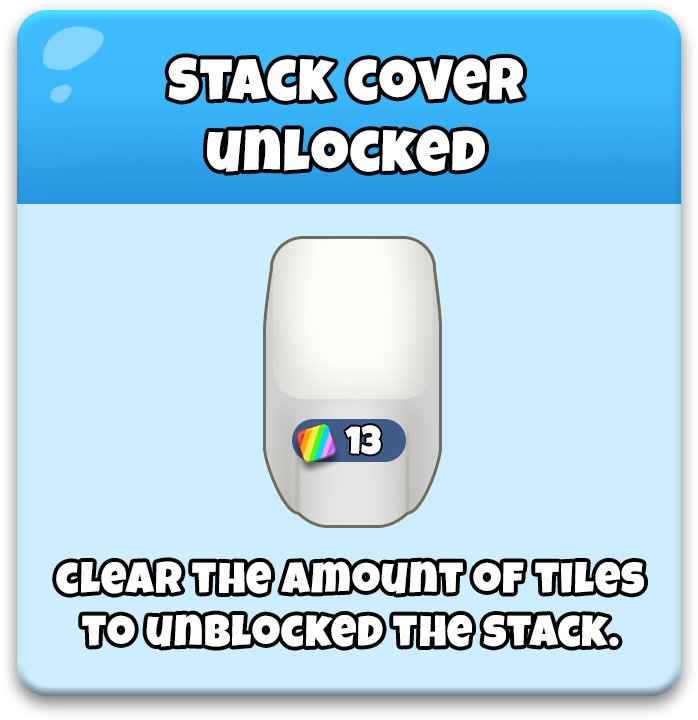 STACK COVER
UNLOCKED
13
CLEAR THE AMOUNT OF TILES
TO UNBLOCKED THE STACK.